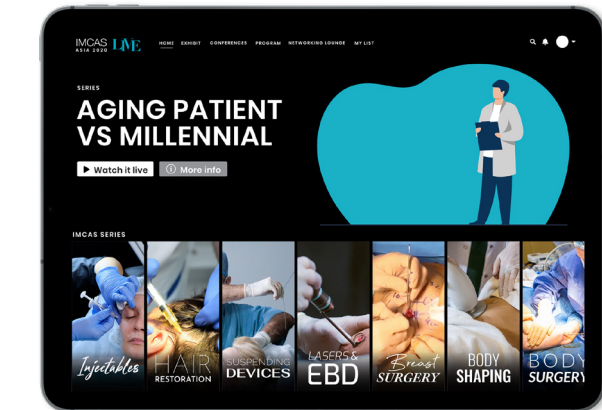 IMCAS LIVE
ASIA 2020
HOME EXHIBIT CONFERENCES PROGRAM NETWORKING LOUNGE MY LIST
SERIES
AGING PATIENT
VS MILLENNIAL
Watch it live
More info
IMCAS SERIES
Injectables
HAIR
RESTORATION
SUSPENDING
DEVICES
LASERS &
EBD
Breast
SURGERY
BODY
SHAPING
BODY
SURGERY